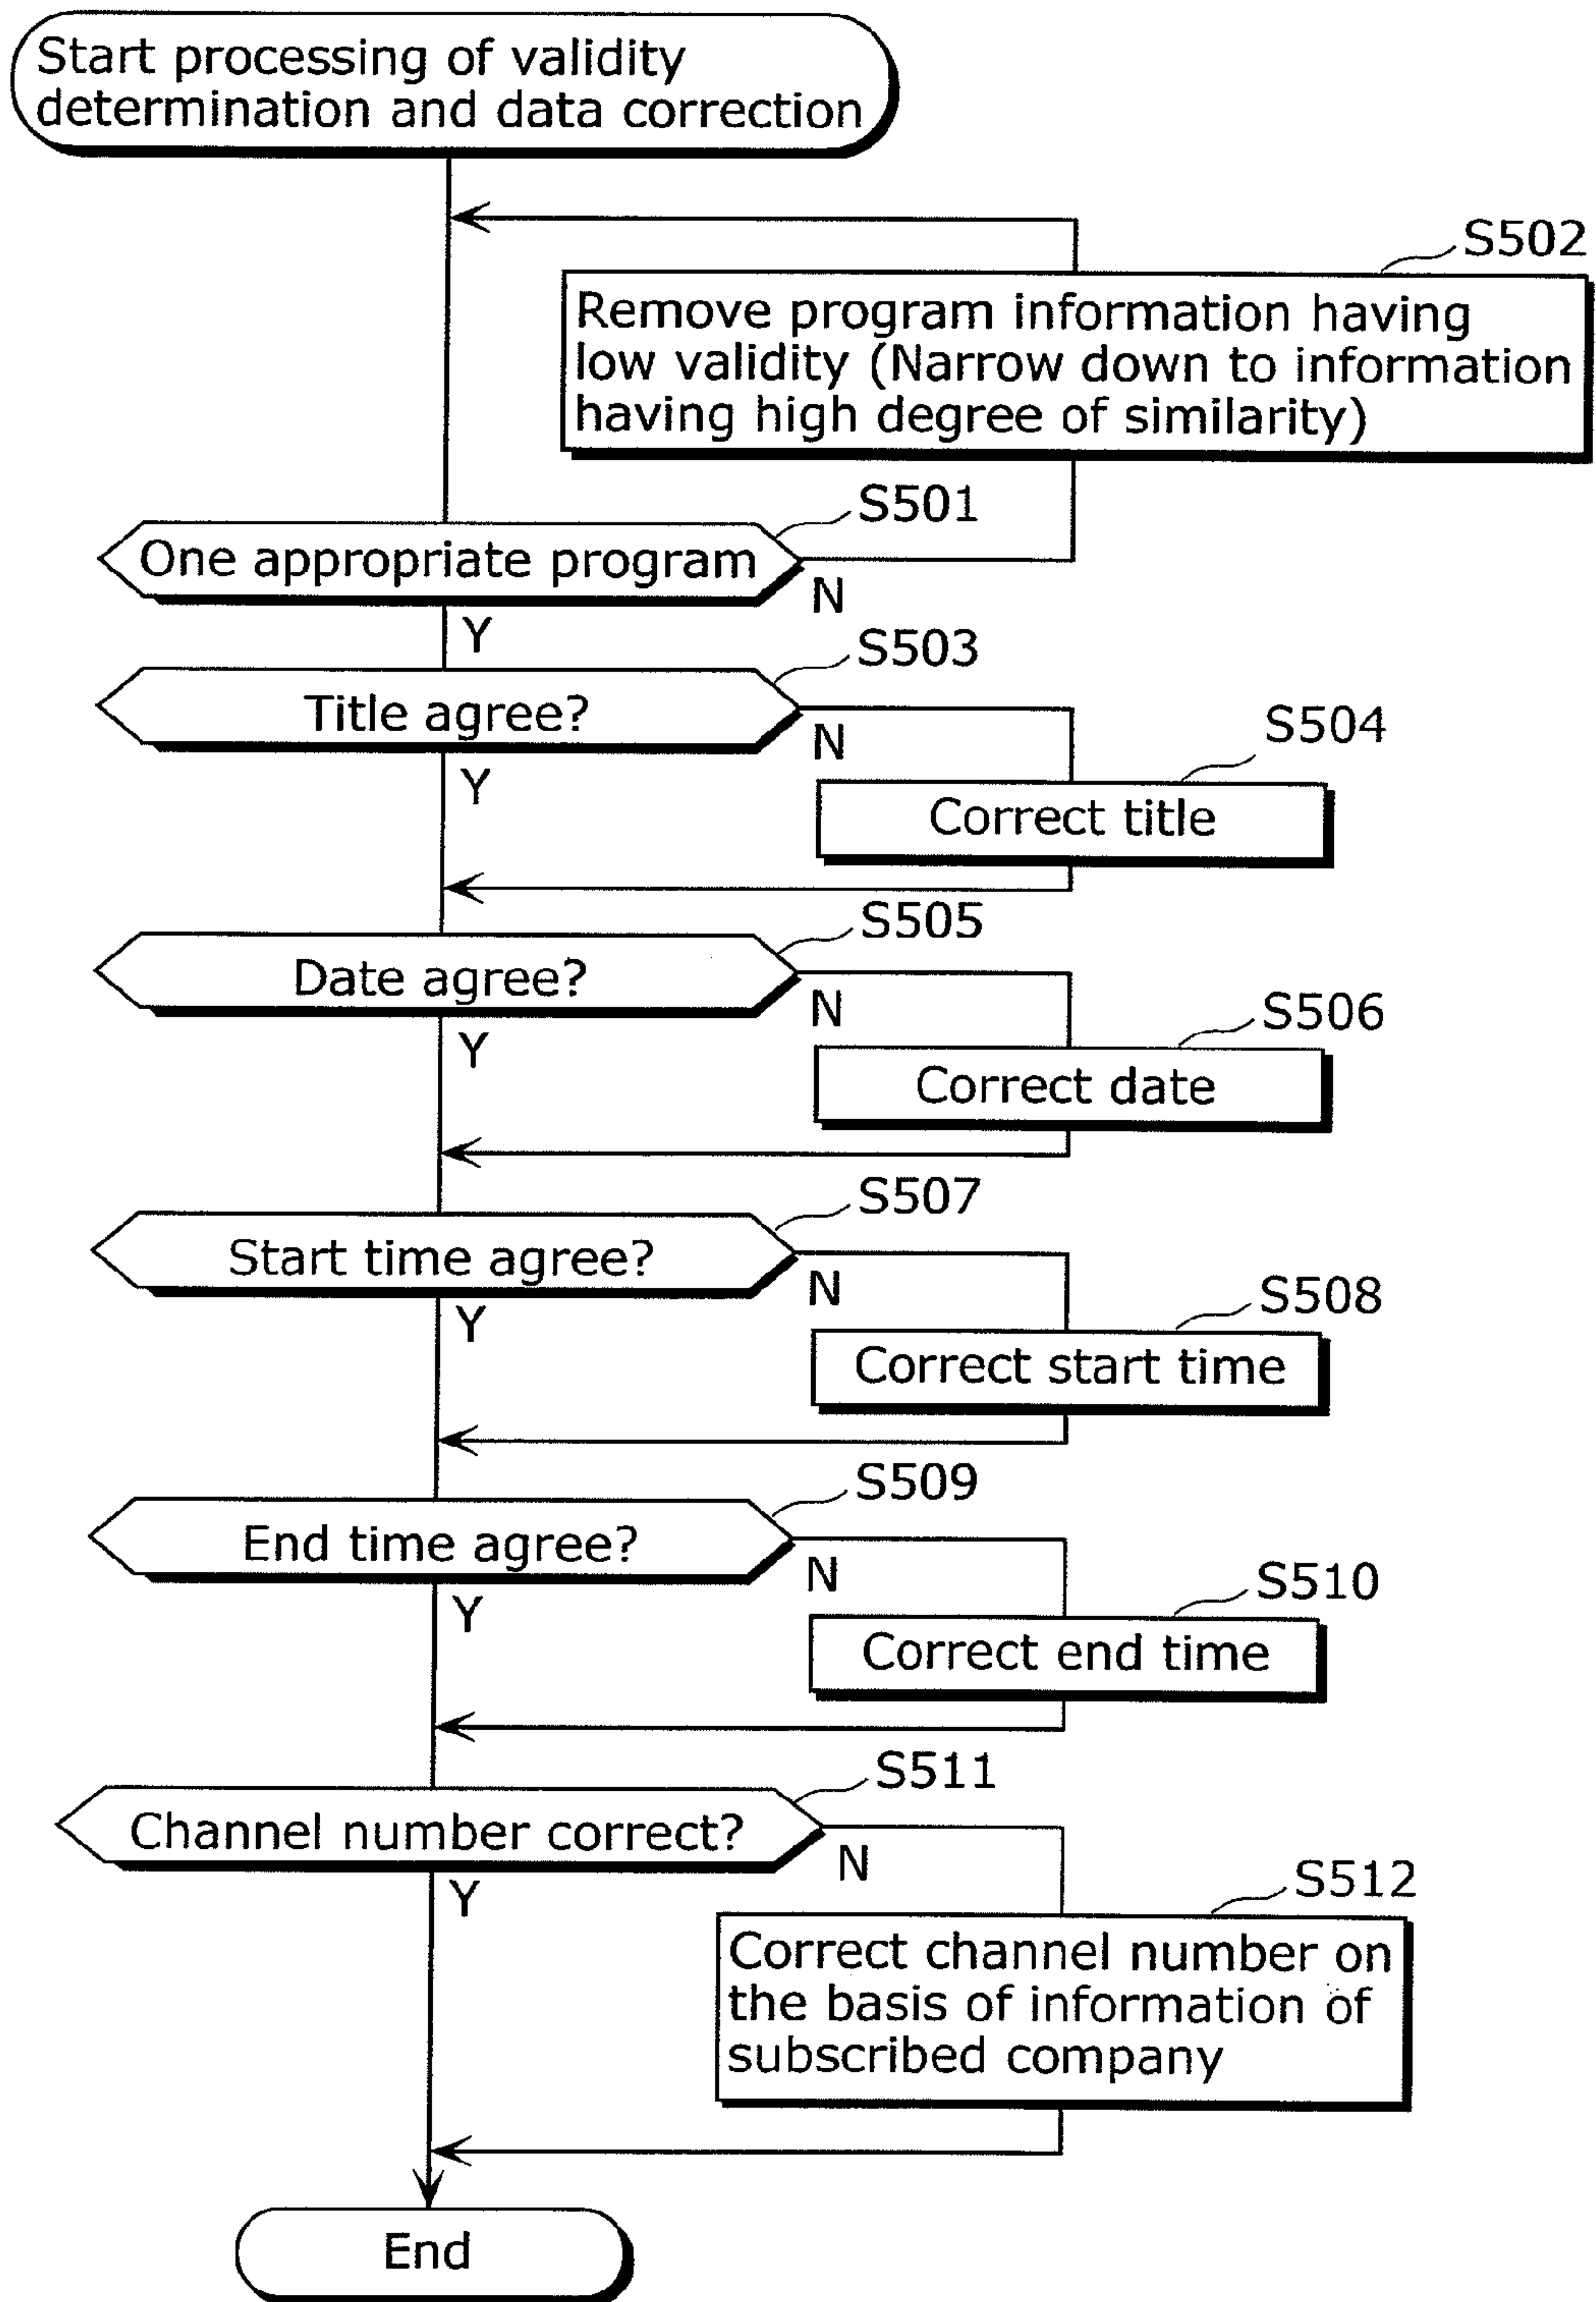 Start processing of validity
determination and data correction
S502
Remove program information having
low validity (Narrow down to information
having high degree of similarity)
S501
One appropriate program
N
Y
S503
Title agree?
N
S504
Y
Correct title
S505
Date agree?
N
S506
Y
Correct date
S507
Start time agree?
N
S508
Y
Correct start time
S509
End time agree?
N
S510
Y
Correct end time
S511
Channel number correct?
N
S512
Y
Correct channel number on
the basis of information of
subscribed company
End